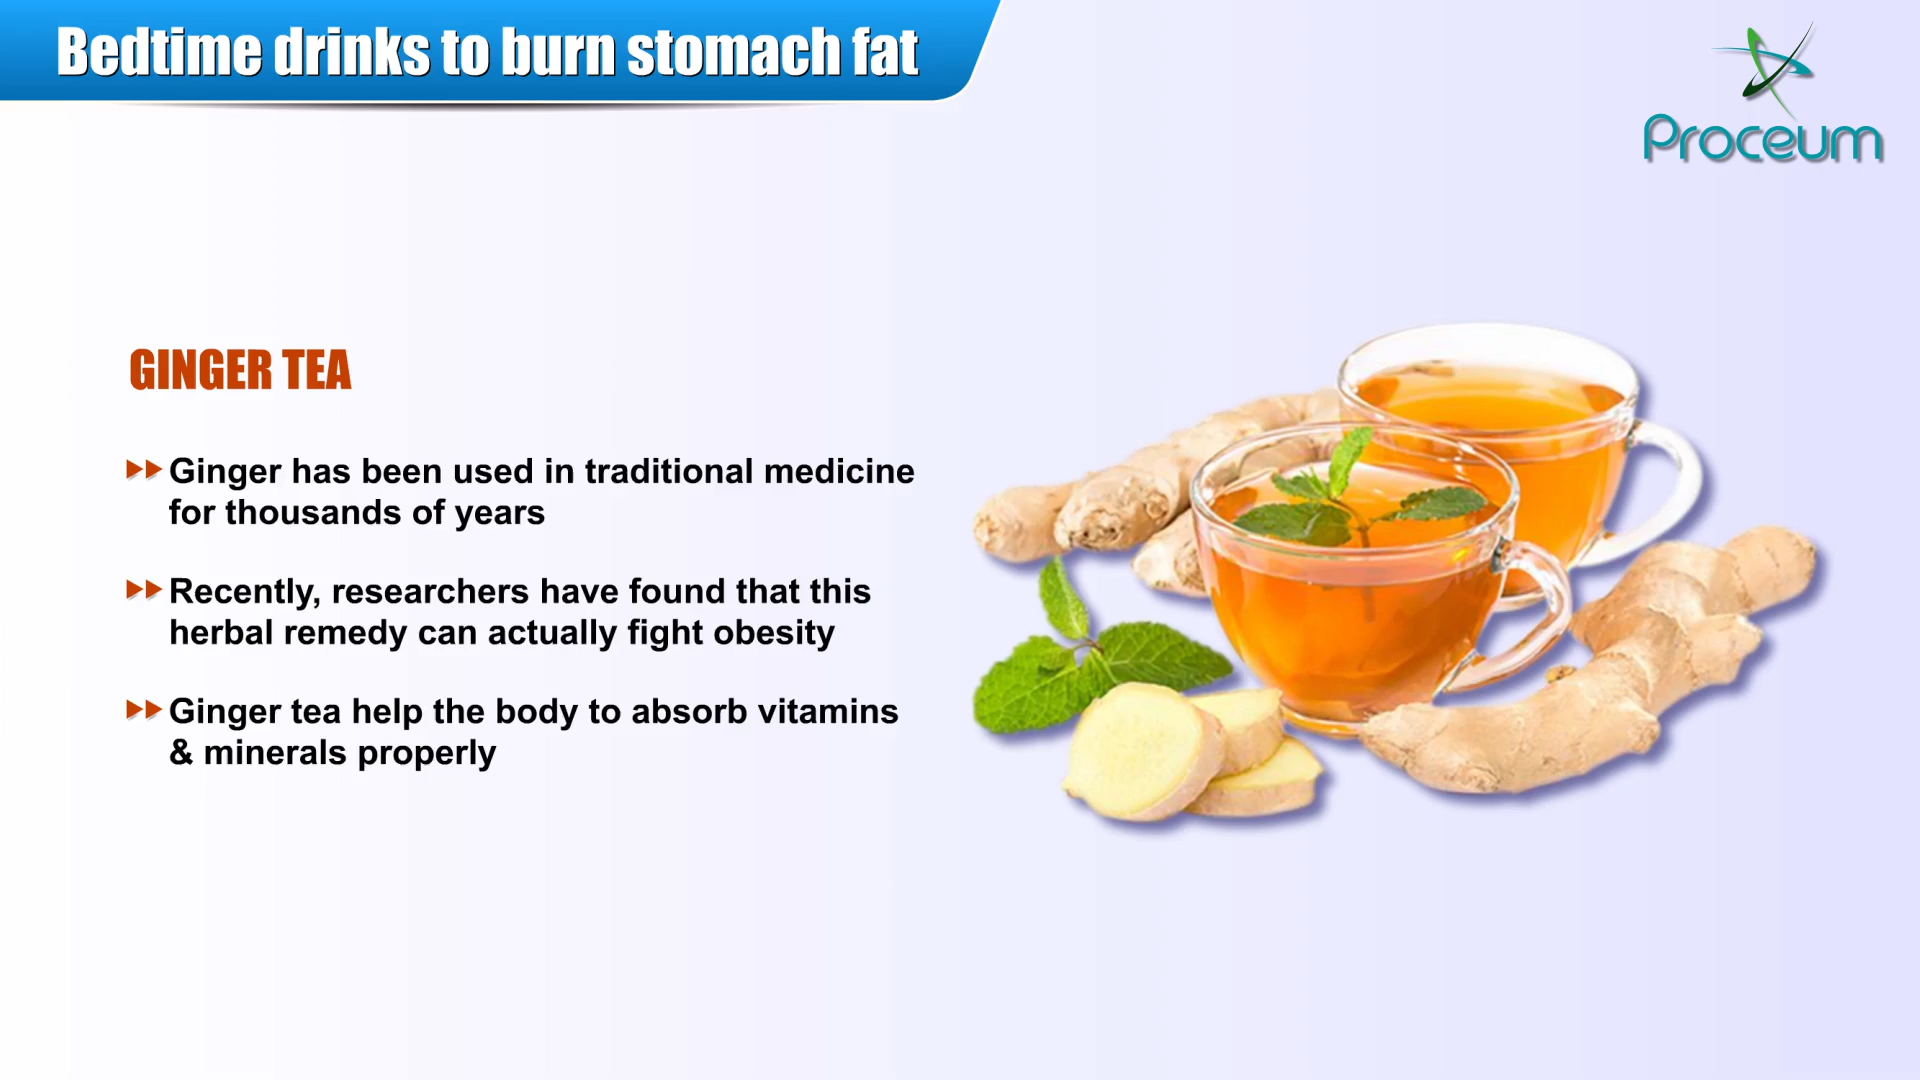 Bedtime drinks to burn stomach fat
Proceum
GINGER TEA
Ginger has been used in traditional medicine
for thousands of years
Recently, researchers have found that this
herbal remedy can actually fight obesity
Ginger tea help the body to absorb vitamins
& minerals properly